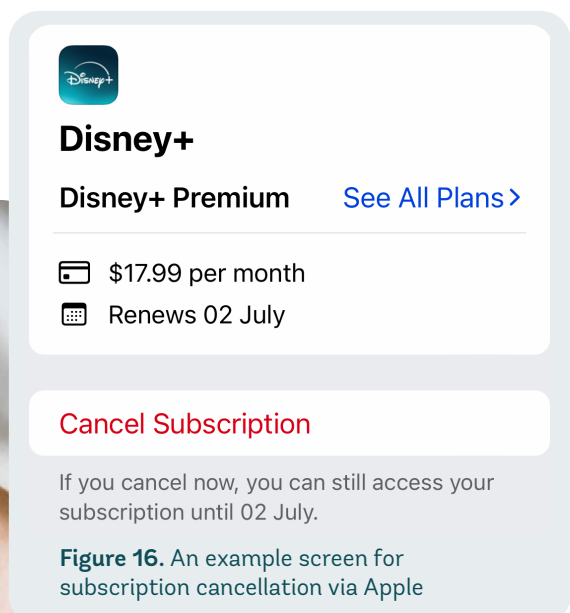 Disney+
Disney+
Disney+ Premium See All Plans >
$17.99 per month
Renews 02 July
Cancel Subscription
If you cancel now, you can still access your
subscription until 02 July.
Figure 16. An example screen for
subscription cancellation via Apple